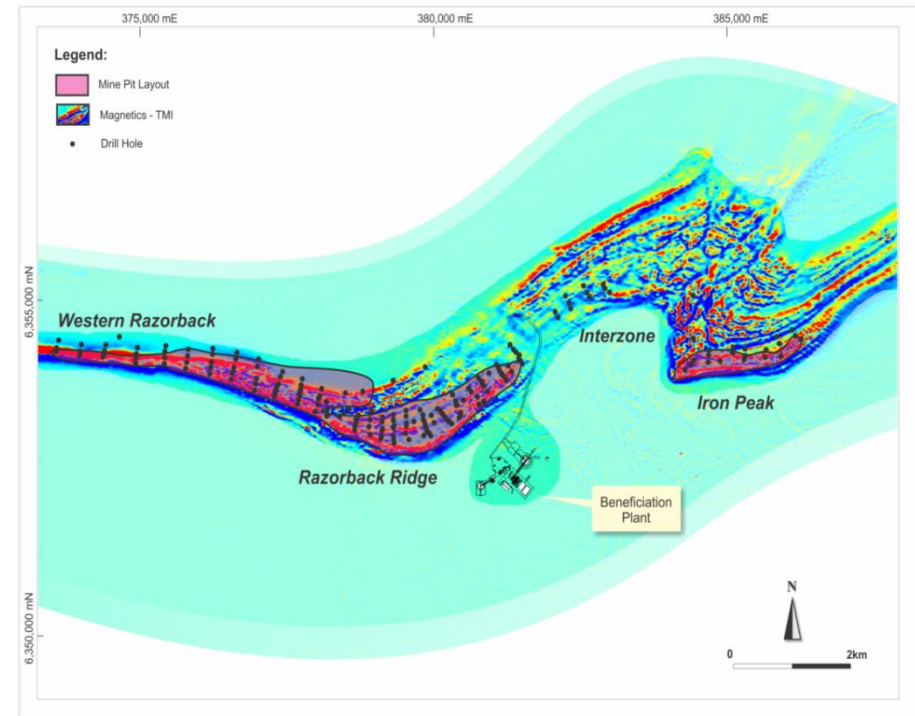 375,000 mE
380,000 mE
385,000 mE
Legend:
Mine Pit Layout
Magnetics - TMI
Drill Hole
6,355,000 mN
Western Razorback
Interzone
Iron Peak
Razorback Ridge
Beneficiation
Plant
6,350,000 mN
N
0
2km